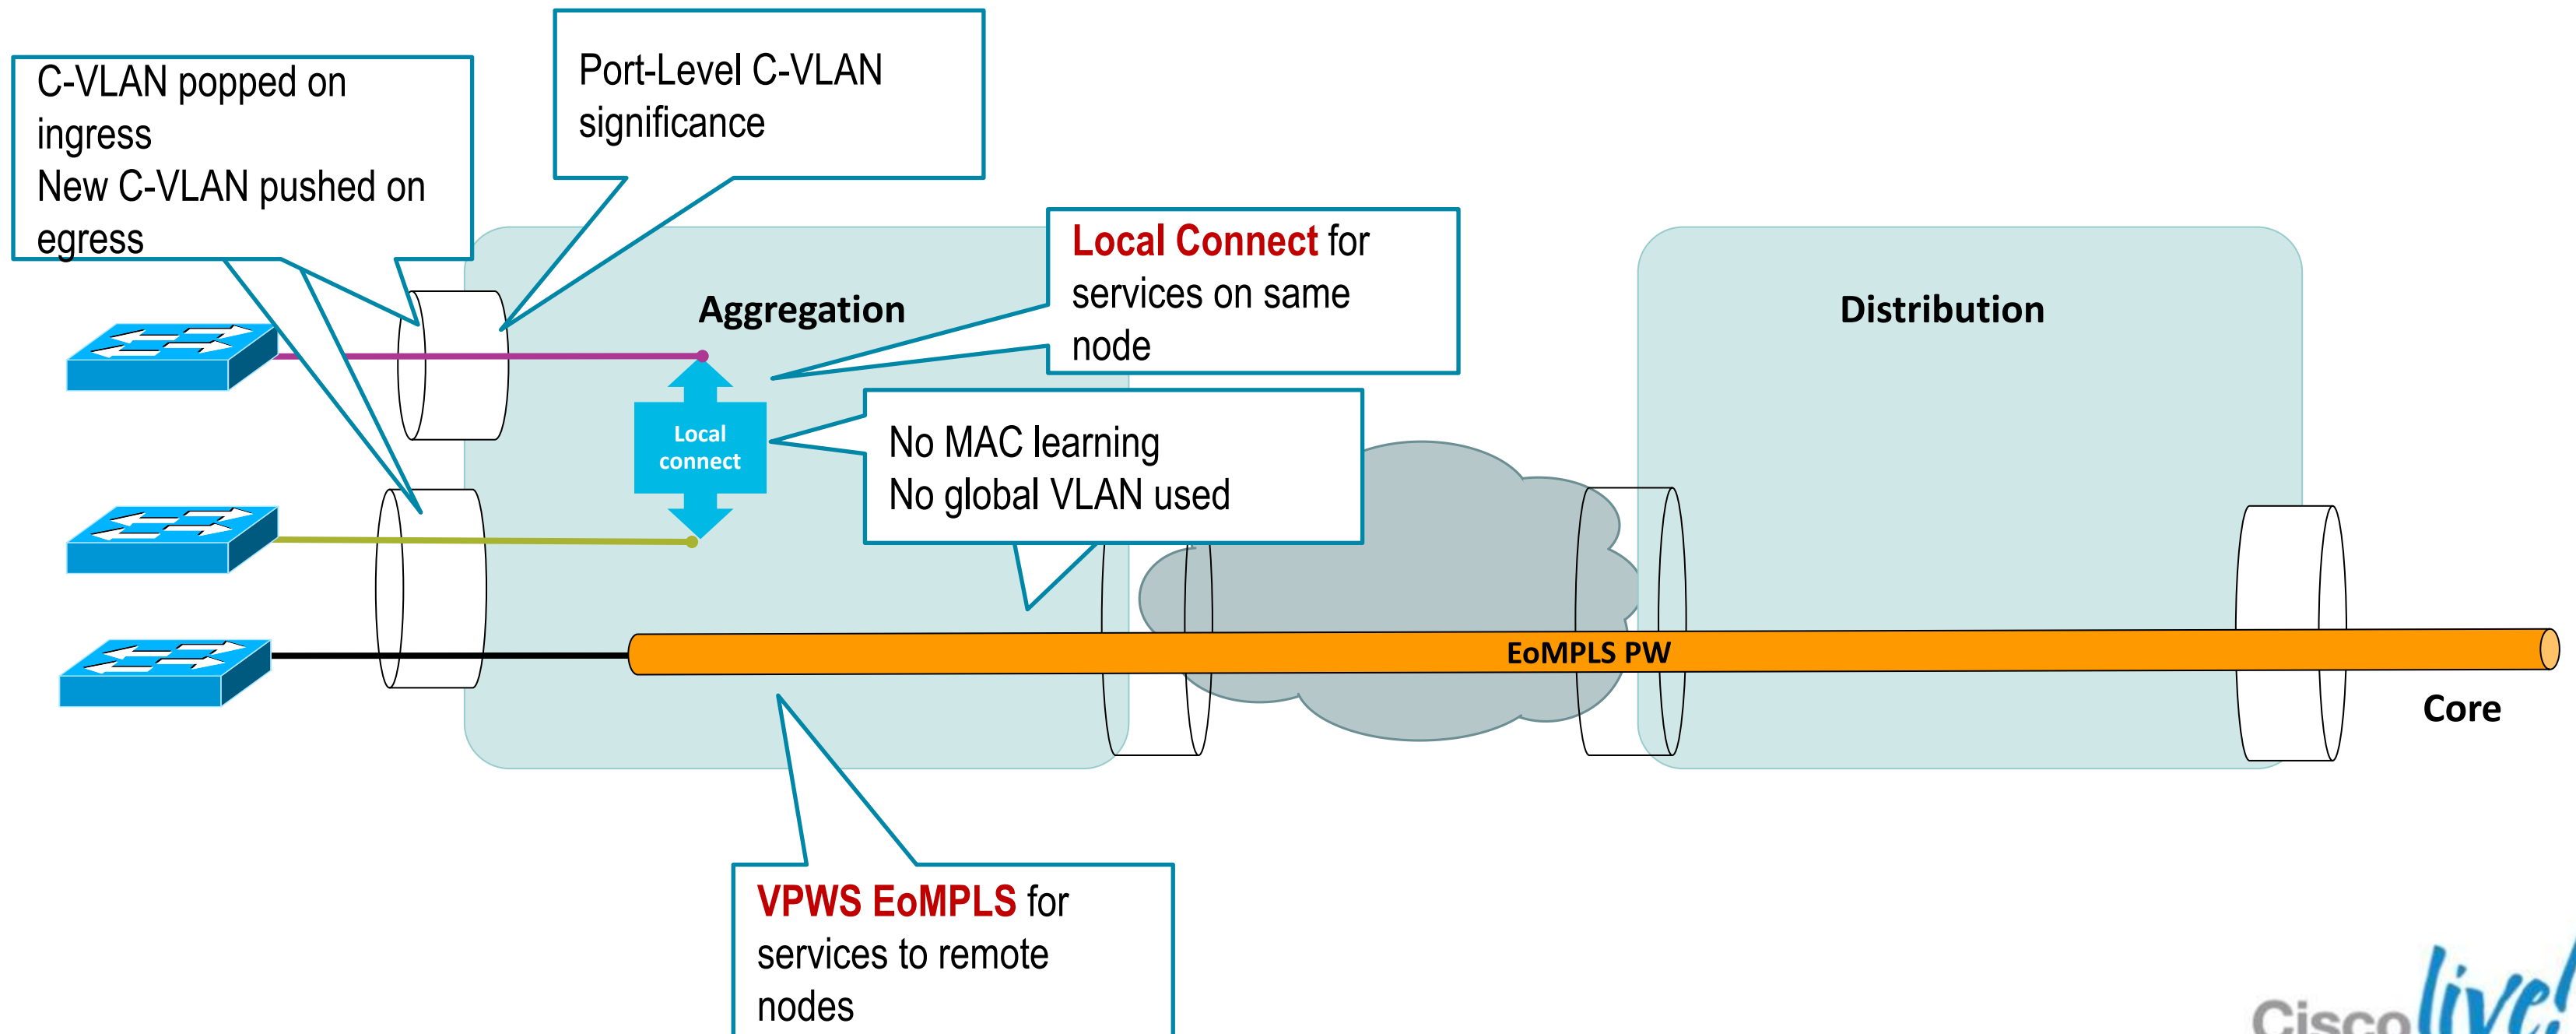 C-VLAN popped on
ingress
New C-VLAN pushed on
egress
Port-Level C-VLAN
significance
Local Connect for
services on same
node
Aggregation
Distribution
Local
connect
No MAC learning
No global VLAN used
EoMPLS PW
Core
VPWS EoMPLS for
services to remote
nodes
Cisco live!